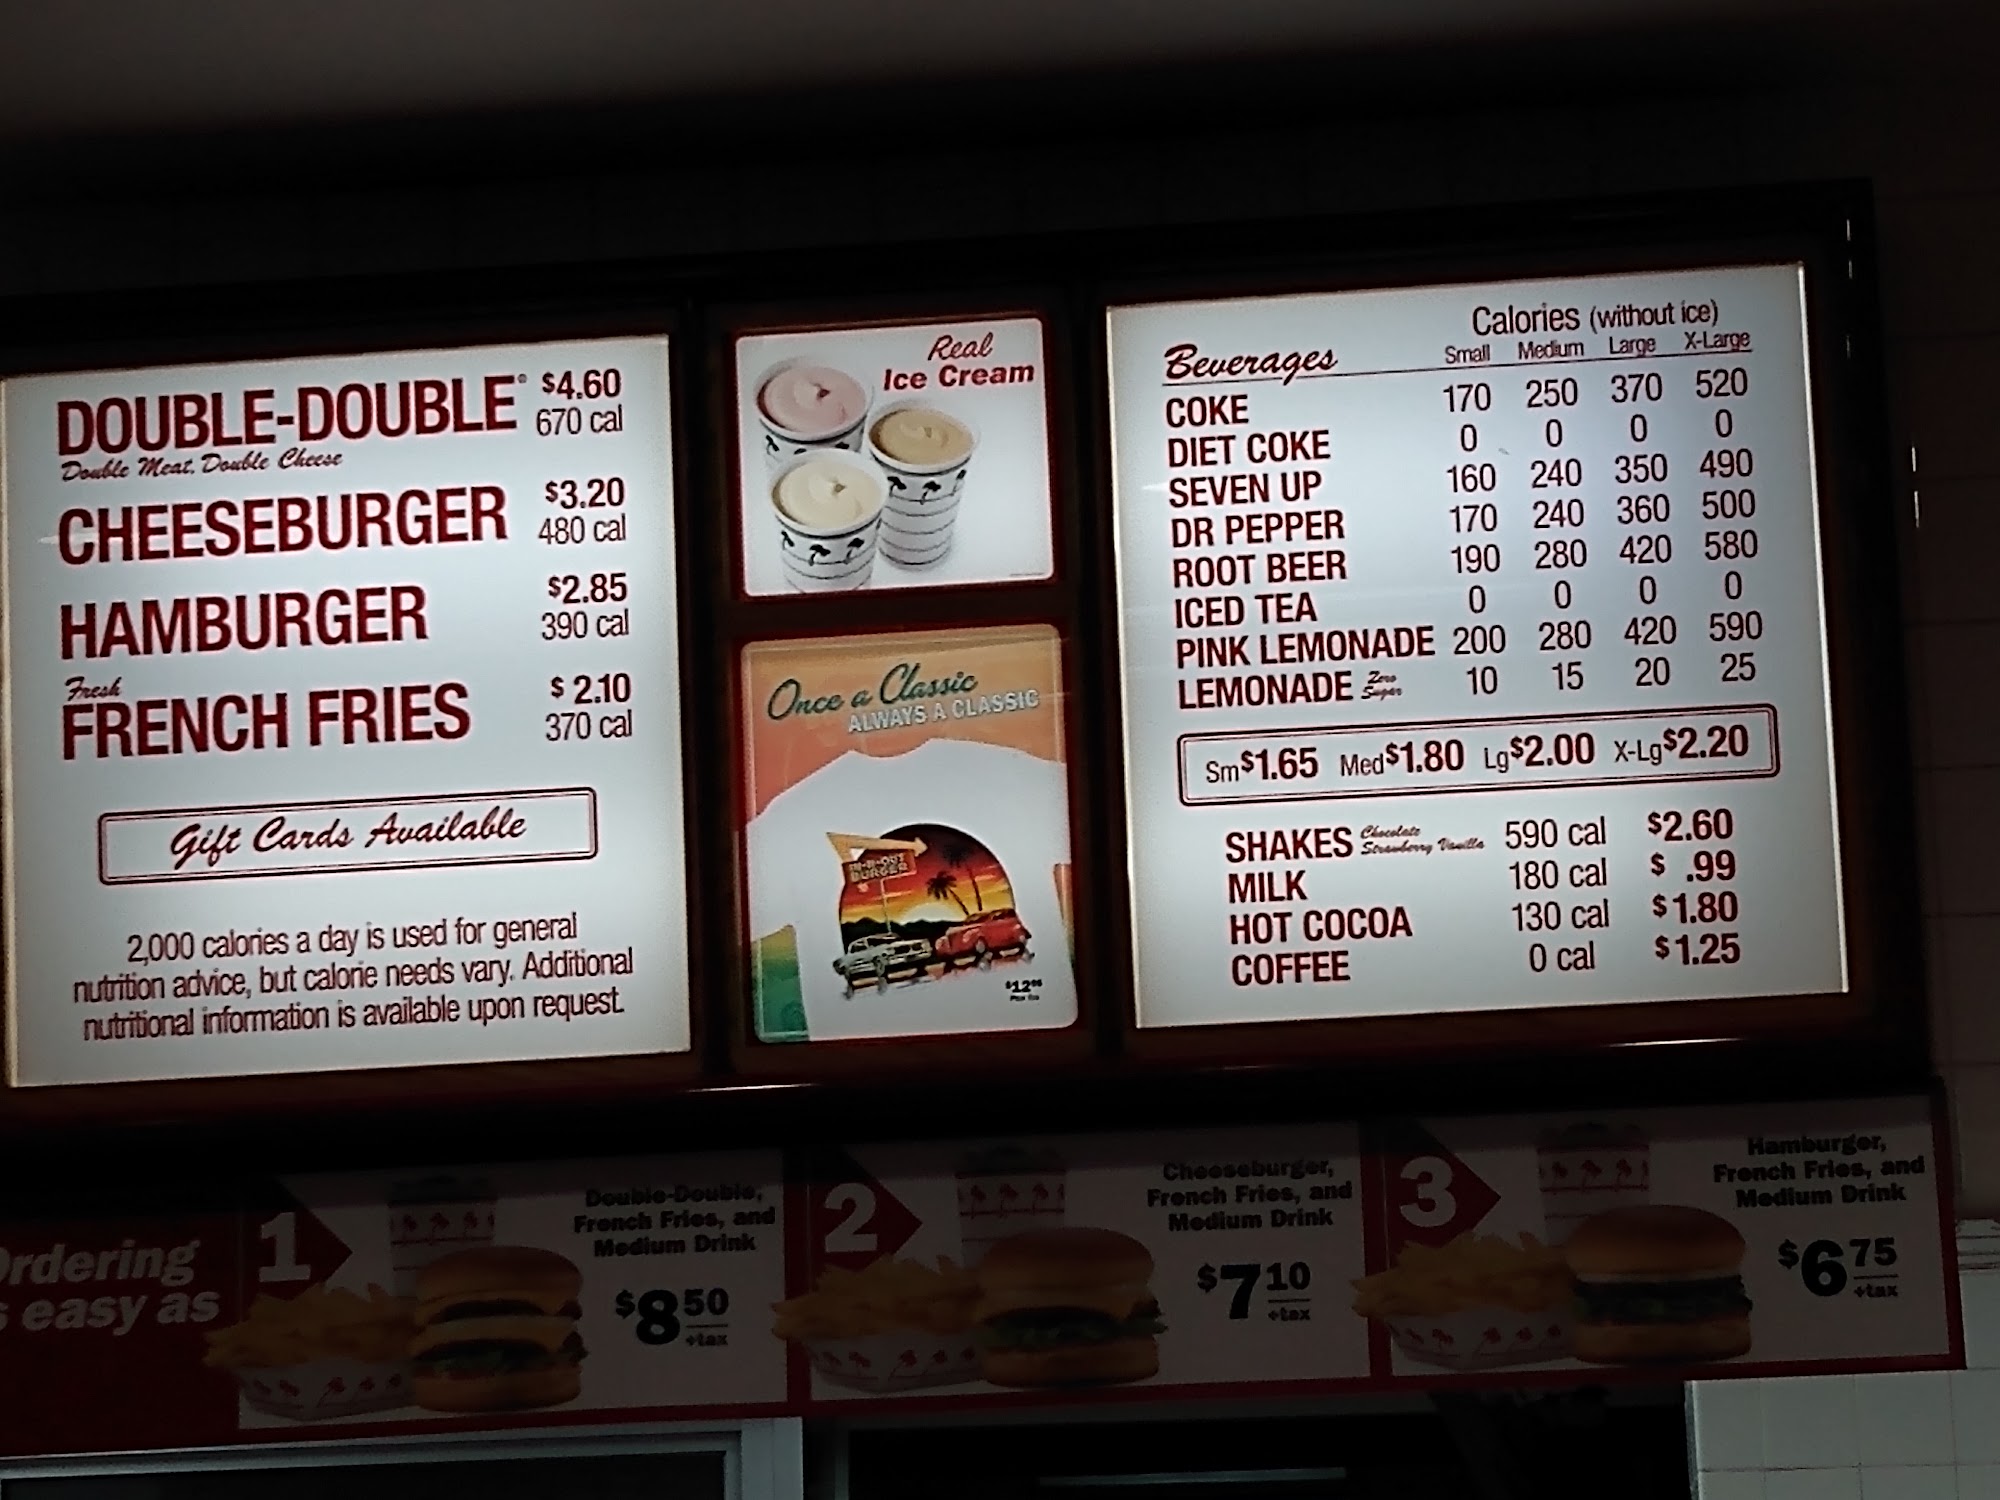 DOUBLE-DOUBLE® $4.60
Double Meat, Double Cheese 670 cal
CHEESEBURGER $3.20
480 cal
HAMBURGER $2.85
390 cal
Fresh
FRENCH FRIES $2.10
370 cal
Gift Cards Available
2,000 calories a day is used for general
nutrition advice, but calorie needs vary. Additional
nutritional information is available upon request.
Real
Ice Cream
Once a Classic
ALWAYS A CLASSIC
IN-N-OUT
BURGER
$12
Calories (without ice)
Beverages Small Medium Large X-Large
COKE 170 250 370 520
DIET COKE 0 0 0 0
SEVEN UP 160 240 350 490
DR PEPPER 170 240 360 500
ROOT BEER 190 280 420 580
ICED TEA 0 0 0 0
PINK LEMONADE 200 280 420 590
LEMONADE Zero Sugar 10 15 20 25
Sm$1.65 Med$1.80 Lg$2.00 X-Lg$2.20
SHAKES Chocolate Strawberry Vanilla 590 cal $2.60
MILK 180 cal $ .99
HOT COCOA 130 cal $1.80
COFFEE 0 cal $1.25
rdering
s easy as
1
Double-Double,
French Fries, and
Medium Drink
$8.50
+tax
2
Cheeseburger,
French Fries, and
Medium Drink
$7.10
+tax
3
Hamburger,
French Fries, and
Medium Drink
$6.75
+tax